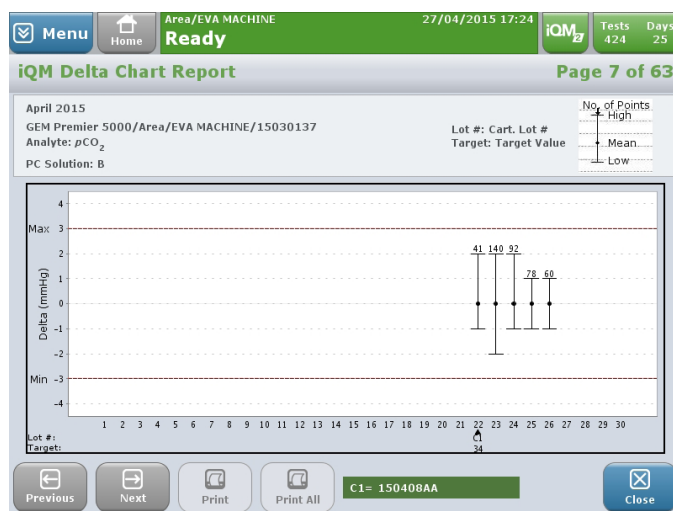 Menu
Home
Area/EVA MACHINE
27/04/2015 17:24
Ready
iQM2
Tests Days
424 25
iQM Delta Chart Report
Page 7 of 63
April 2015
GEM Premier 5000/Area/EVA MACHINE/15030137
Analyte: pCO2
PC Solution: B
Lot #: Cart. Lot #
Target: Target Value
No. of Points
High
Mean
Low
Delta (mmHg)
4
Max 3
2
1
0
-1
-2
Min -3
-4
41 140 92
78 60
1 2 3 4 5 6 7 8 9 10 11 12 13 14 15 16 17 18 19 20 21 22 23 24 25 26 27 28 29 30
Lot #: C1
Target: 34
Previous
Next
Print
Print All
C1= 150408AA
Close